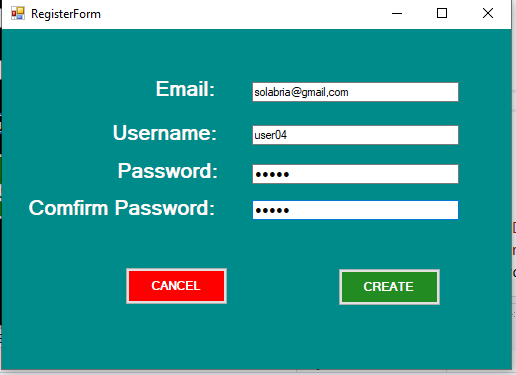 RegisterForm
Email: solabria@gmail,com
Username: user04
Password: •••••
Comfirm Password: •••••
CANCEL CREATE